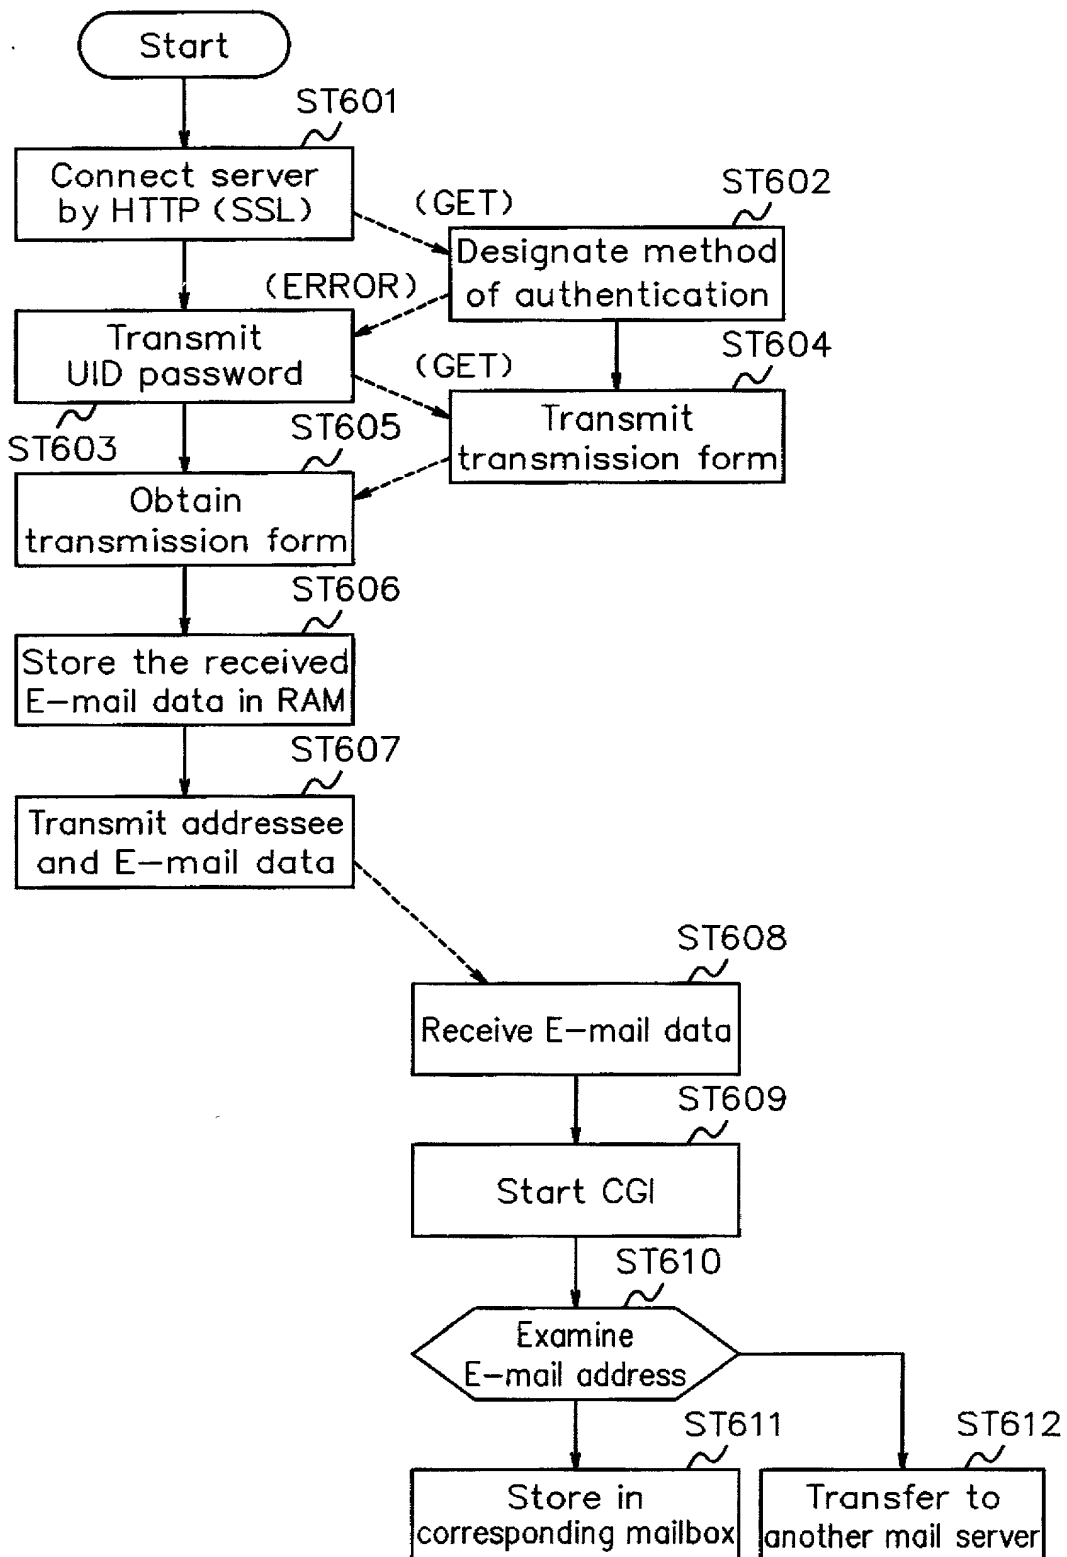 Start
ST601
Connect server
by HTTP (SSL)
(GET)
ST602
Designate method
of authentication
(ERROR)
Transmit
UID password
ST603
(GET)
ST604
Transmit
transmission form
ST605
Obtain
transmission form
ST606
Store the received
E-mail data in RAM
ST607
Transmit addressee
and E-mail data
ST608
Receive E-mail data
ST609
Start CGI
ST610
Examine
E-mail address
ST611
Store in
corresponding mailbox
ST612
Transfer to
another mail server